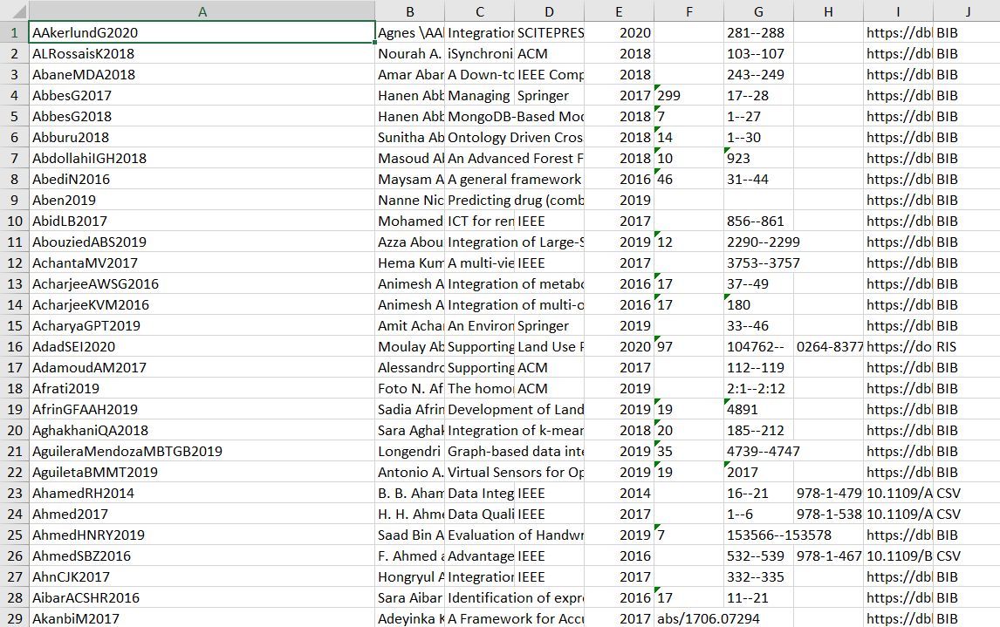 A B C D E F G H I J
1 AAkerlundG2020 Agnes \AAl Integration SCITEPRES 2020 281--288 https://dbl BIB
2 ALRossaisK2018 Nourah A. iSynchroni ACM 2018 103--107 https://dbl BIB
3 AbaneMDA2018 Amar Aban A Down-to IEEE Comp 2018 243--249 https://dbl BIB
4 AbbesG2017 Hanen Abb Managing Springer 2017 299 17--28 https://dbl BIB
5 AbbesG2018 Hanen Abb MongoDB-Based Mod 2018 7 1--27 https://dbl BIB
6 Abburu2018 Sunitha Ab Ontology Driven Cros 2018 14 1--30 https://dbl BIB
7 AbdollahiIGH2018 Masoud Al An Advanced Forest F 2018 10 923 https://dbl BIB
8 AbediN2016 Maysam A A general framework 2016 46 31--44 https://dbl BIB
9 Aben2019 Nanne Nic Predicting drug (comb 2019 https://dbl BIB
10 AbidLB2017 Mohamed ICT for ren IEEE 2017 856--861 https://dbl BIB
11 AbouziedABS2019 Azza Abou Integration of Large-S 2019 12 2290--2299 https://dbl BIB
12 AchantaMV2017 Hema Kum A multi-vie IEEE 2017 3753--3757 https://dbl BIB
13 AcharjeeAWSG2016 Animesh A Integration of metabo 2016 17 37--49 https://dbl BIB
14 AcharjeeKVM2016 Animesh A Integration of multi-o 2016 17 180 https://dbl BIB
15 AcharyaGPT2019 Amit Achar An Environ Springer 2019 33--46 https://dbl BIB
16 AdadSEI2020 Moulay Ab Supporting Land Use P 2020 97 104762-- 0264-8377 https://do RIS
17 AdamoudAM2017 Alessandro Supporting ACM 2017 112--119 https://dbl BIB
18 Afrati2019 Foto N. Af The homo ACM 2019 2:1--2:12 https://dbl BIB
19 AfrinGFAAH2019 Sadia Afrin Development of Land 2019 19 4891 https://dbl BIB
20 AghakhaniQA2018 Sara Aghak Integration of k-mean 2018 20 185--212 https://dbl BIB
21 AguileraMendozaMBTGB2019 Longendri Graph-based data inte 2019 35 4739--4747 https://dbl BIB
22 AguiletaBMMT2019 Antonio A. Virtual Sensors for Op 2019 19 2017 https://dbl BIB
23 AhamedRH2014 B. B. Aham Data Integ IEEE 2014 16--21 978-1-479 10.1109/A CSV
24 Ahmed2017 H. H. Ahme Data Quali IEEE 2017 1--6 978-1-538 10.1109/A CSV
25 AhmedHNRY2019 Saad Bin A Evaluation of Handwr 2019 7 153566--153578 https://dbl BIB
26 AhmedSBZ2016 F. Ahmed a Advantage IEEE 2016 532--539 978-1-467 10.1109/B CSV
27 AhnCJK2017 Hongryul A Integration IEEE 2017 332--335 https://dbl BIB
28 AibarACSHR2016 Sara Aibar Identification of expre 2016 17 11--21 https://dbl BIB
29 AkanbiM2017 Adeyinka K A Framework for Accu 2017 abs/1706.07294 https://dbl BIB